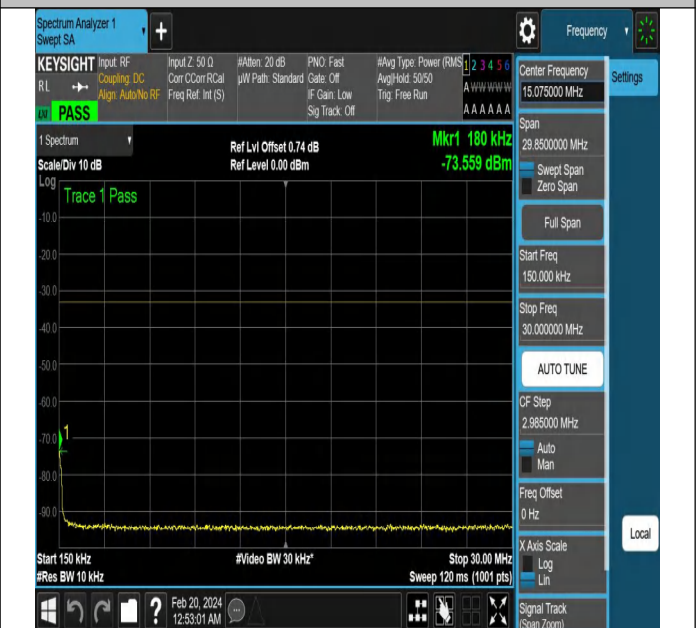 Spectrum Analyzer 1
Swept SA
Frequency
KEYSIGHT
Input: RF
Input Z: 50 Ω
#Atten: 20 dB
PNO: Fast
#Avg Type: Power (RMS
1 2 3 4 5 6
RL
Coupling: DC
Corr CCorr RCal
µW Path: Standard
Gate: Off
Avg|Hold: 50/50
A W W W W W
Align: Auto/No RF
Freq Ref: Int (S)
IF Gain: Low
Trig: Free Run
Sig Track: Off
A A A A A A
PASS
1 Spectrum
Scale/Div 10 dB
Ref Lvl Offset 0.74 dB
Ref Level 0.00 dBm
Mkr1 180 kHz
-73.559 dBm
Log
Trace 1 Pass
-10.0
-20.0
-30.0
-40.0
-50.0
-60.0
-70.0
1
-80.0
-90.0
Start 150 kHz
#Video BW 30 kHz*
Stop 30.00 MHz
#Res BW 10 kHz
Sweep 120 ms (1001 pts)
Feb 20, 2024
12:53:01 AM
Center Frequency
15.075000 MHz
Settings
Span
29.8500000 MHz
Swept Span
Zero Span
Full Span
Start Freq
150.000 kHz
Stop Freq
30.000000 MHz
AUTO TUNE
CF Step
2.985000 MHz
Auto
Man
Freq Offset
0 Hz
Local
X Axis Scale
Log
Lin
Signal Track
(Span Zoom)